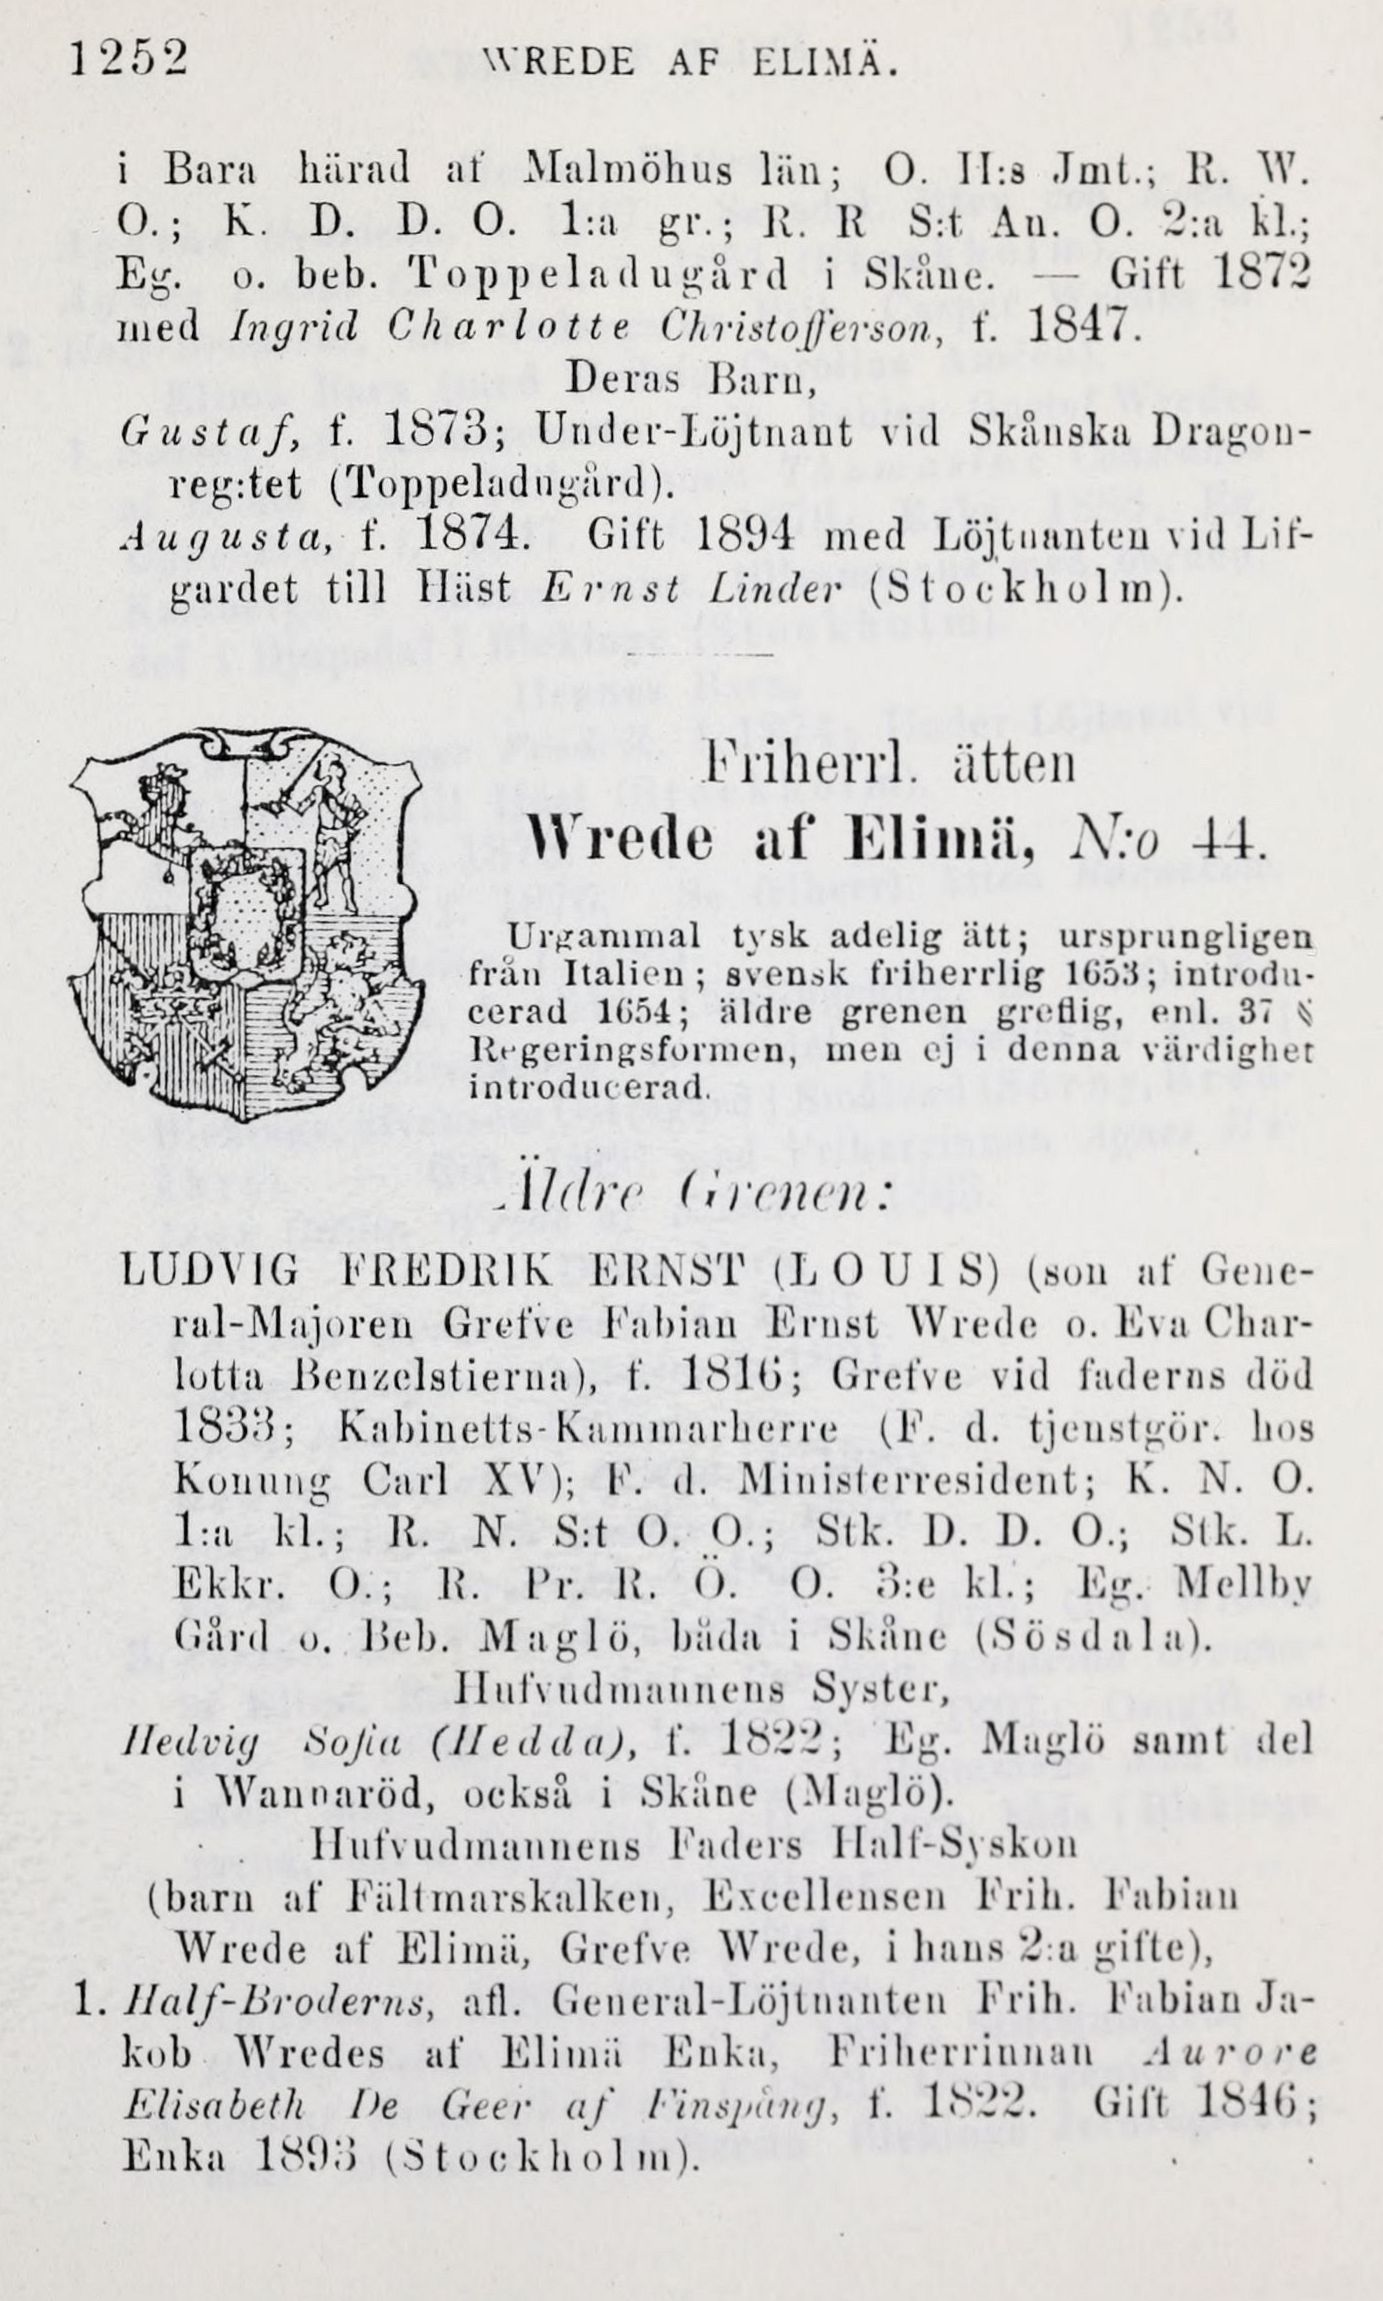 1252 WREDE AF ELIMÄ.
i Bara härad af Malmöhus län; O. H:s Jmt.; R. W.
O.; K. D. D. O. 1:a gr.; R. R S:t An. O. 2:a kl.;
Eg. o. beb. Toppeladugård i Skåne. — Gift 1872
med Ingrid Charlotte Christofferson, f. 1847.
Deras Barn,
Gustaf, f. 1873; Under-Löjtnant vid Skånska Dragon-
reg:tet (Toppeladugård).
Augusta, f. 1874. Gift 1894 med Löjtnanten vid Lif-
gardet till Häst Ernst Linder (Stockholm).
Friherrl. ätten
Wrede af Elimä, N:o 44.
Urgammal tysk adelig ätt; ursprungligen
från Italien; svensk friherrlig 1653; introdu-
cerad 1654; äldre grenen greflig, enl. 37 §
Regeringsformen, men ej i denna värdighet
introducerad.
Äldre Grenen:
LUDVIG FREDRIK ERNST (LOUIS) (son af Gene-
ral-Majoren Grefve Fabian Ernst Wrede o. Eva Char-
lotta Benzelstierna), f. 1816; Grefve vid faderns död
1833; Kabinetts-Kammarherre (F. d. tjenstgör. hos
Konung Carl XV); F. d. Ministerresident; K. N. O.
1:a kl.; R. N. S:t O. O.; Stk. D. D. O.; Stk. L.
Ekkr. O.; R. Pr. R. Ö. O. 3:e kl.; Eg. Mellby
Gård o. Beb. Maglö, båda i Skåne (Sösdala).
Hufvudmannens Syster,
Hedvig Sofia (Hedda), f. 1822; Eg. Maglö samt del
i Wannaröd, också i Skåne (Maglö).
Hufvudmannens Faders Half-Syskon
(barn af Fältmarskalken, Excellensen Frih. Fabian
Wrede af Elimä, Grefve Wrede, i hans 2:a gifte),
1. Half-Broderns, afl. General-Löjtnanten Frih. Fabian Ja-
kob Wredes af Elimä Enka, Friherrinnan Aurore
Elisabeth De Geer af Finspång, f. 1822. Gift 1846;
Enka 1893 (Stockholm).